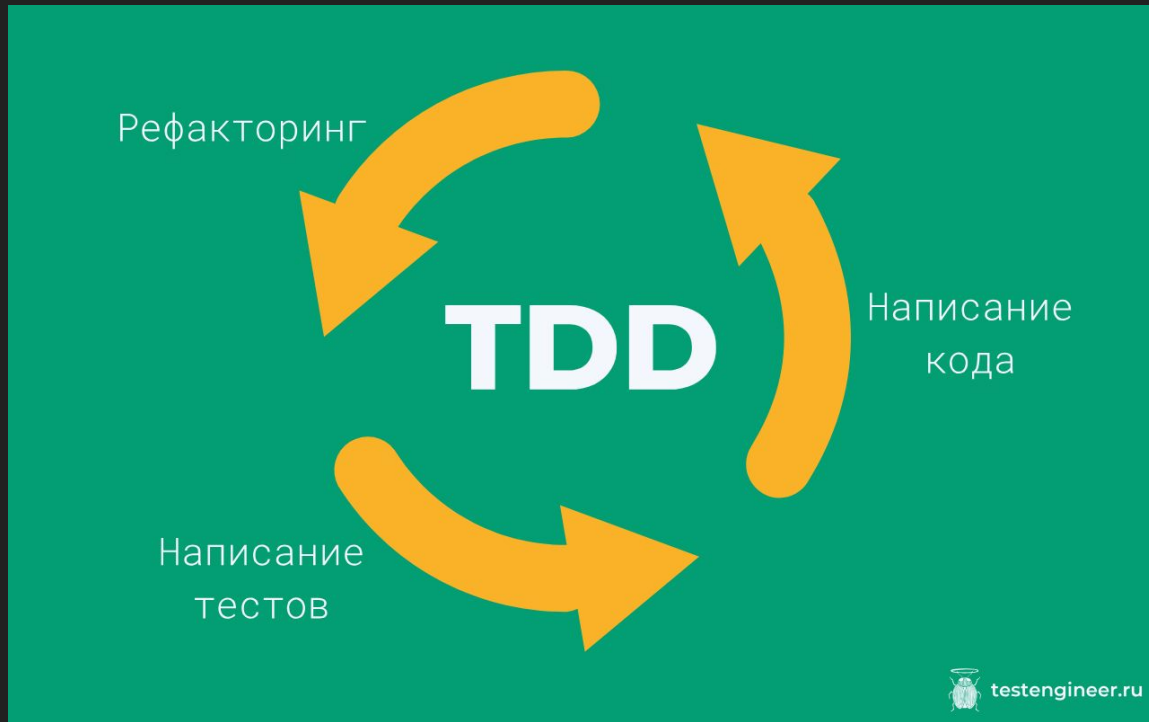 Рефакторинг
TDD
Написание
кода
Написание
тестов
testengineer.ru